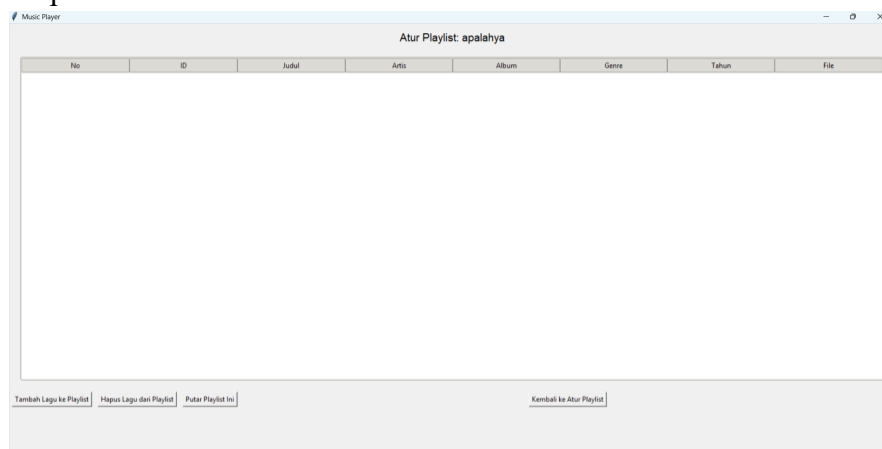 Music Player
Atur Playlist: apalahya
No ID Judul Artis Album Genre Tahun File
Tambah Lagu ke Playlist Hapus Lagu dari Playlist Putar Playlist Ini Kembali ke Atur Playlist